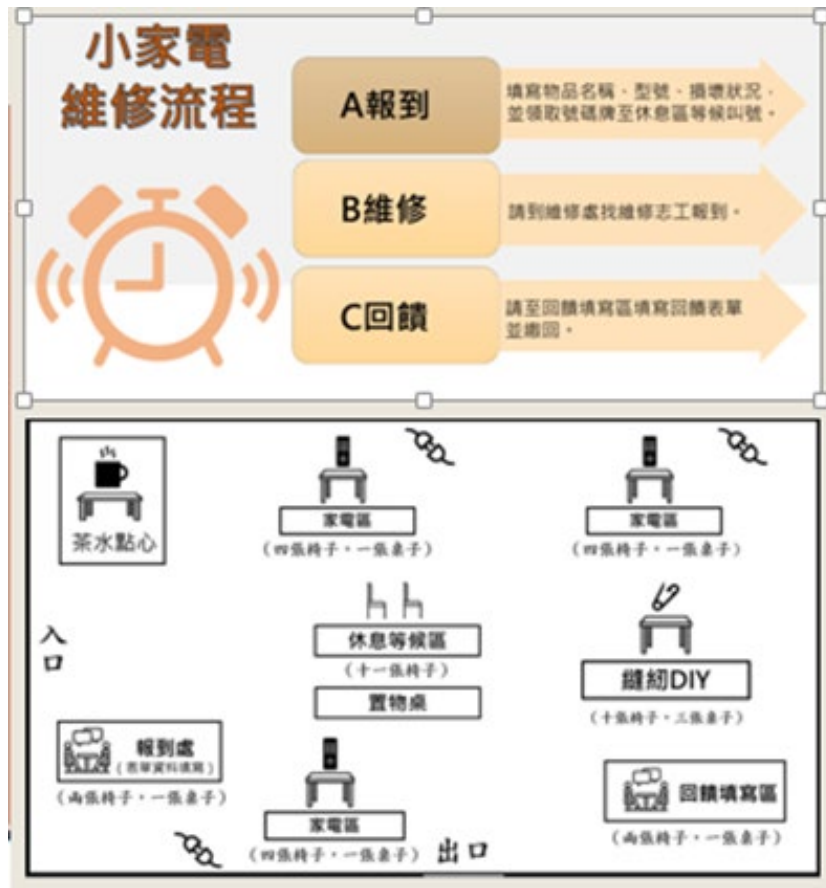 小家電
維修流程
A報到
填寫物品名稱、型號、損壞狀況，
並領取號碼牌至休息區等候叫號。
B維修
請到維修處找維修志工報到。
C回饋
請至回饋填寫區填寫回饋表單
並繳回。
茶水點心
家電區
（四張椅子，一張桌子）
家電區
（四張椅子，一張桌子）
入口
休息等候區
（十一張椅子）
置物桌
縫紉DIY
（十張椅子，三張桌子）
報到處
（表單資料填寫）
（兩張椅子，一張桌子）
家電區
（四張椅子，一張桌子）
出口
回饋填寫區
（兩張椅子，一張桌子）